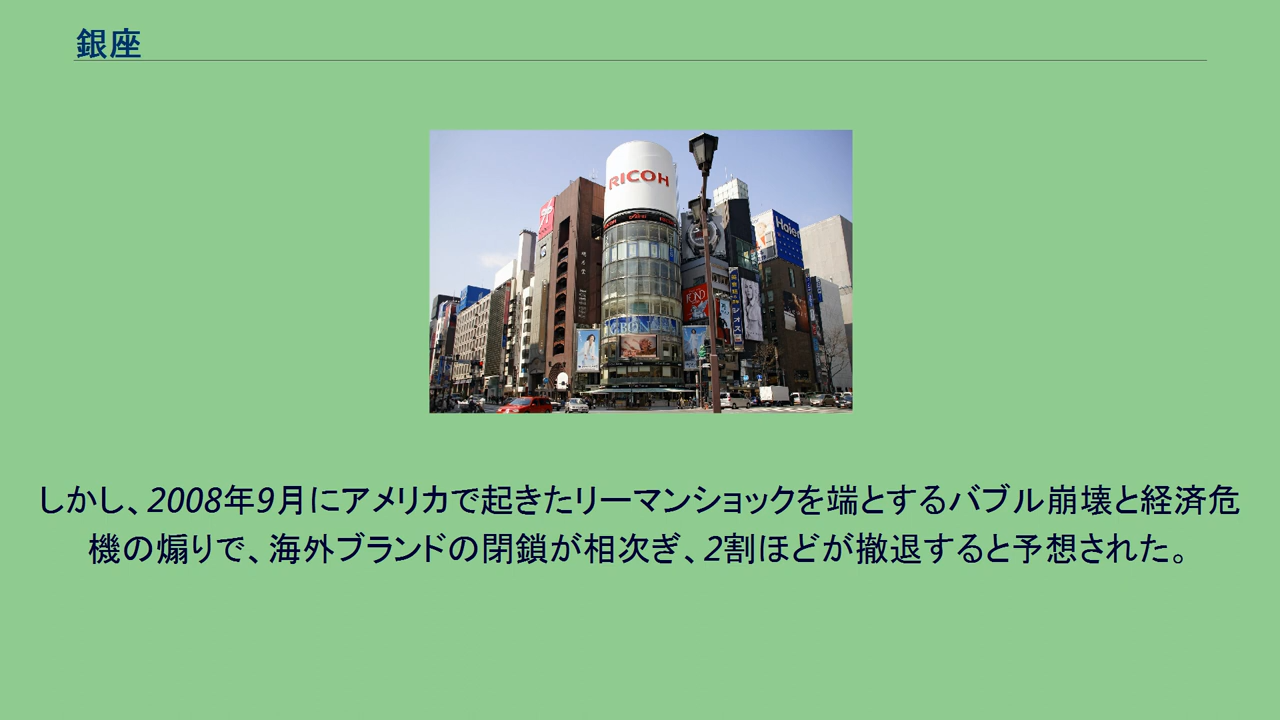 銀座
RICOH
Haier
しかし、2008年9月にアメリカで起きたリーマンショックを端とするバブル崩壊と経済危
機の煽りで、海外ブランドの閉鎖が相次ぎ、2割ほどが撤退すると予想された。